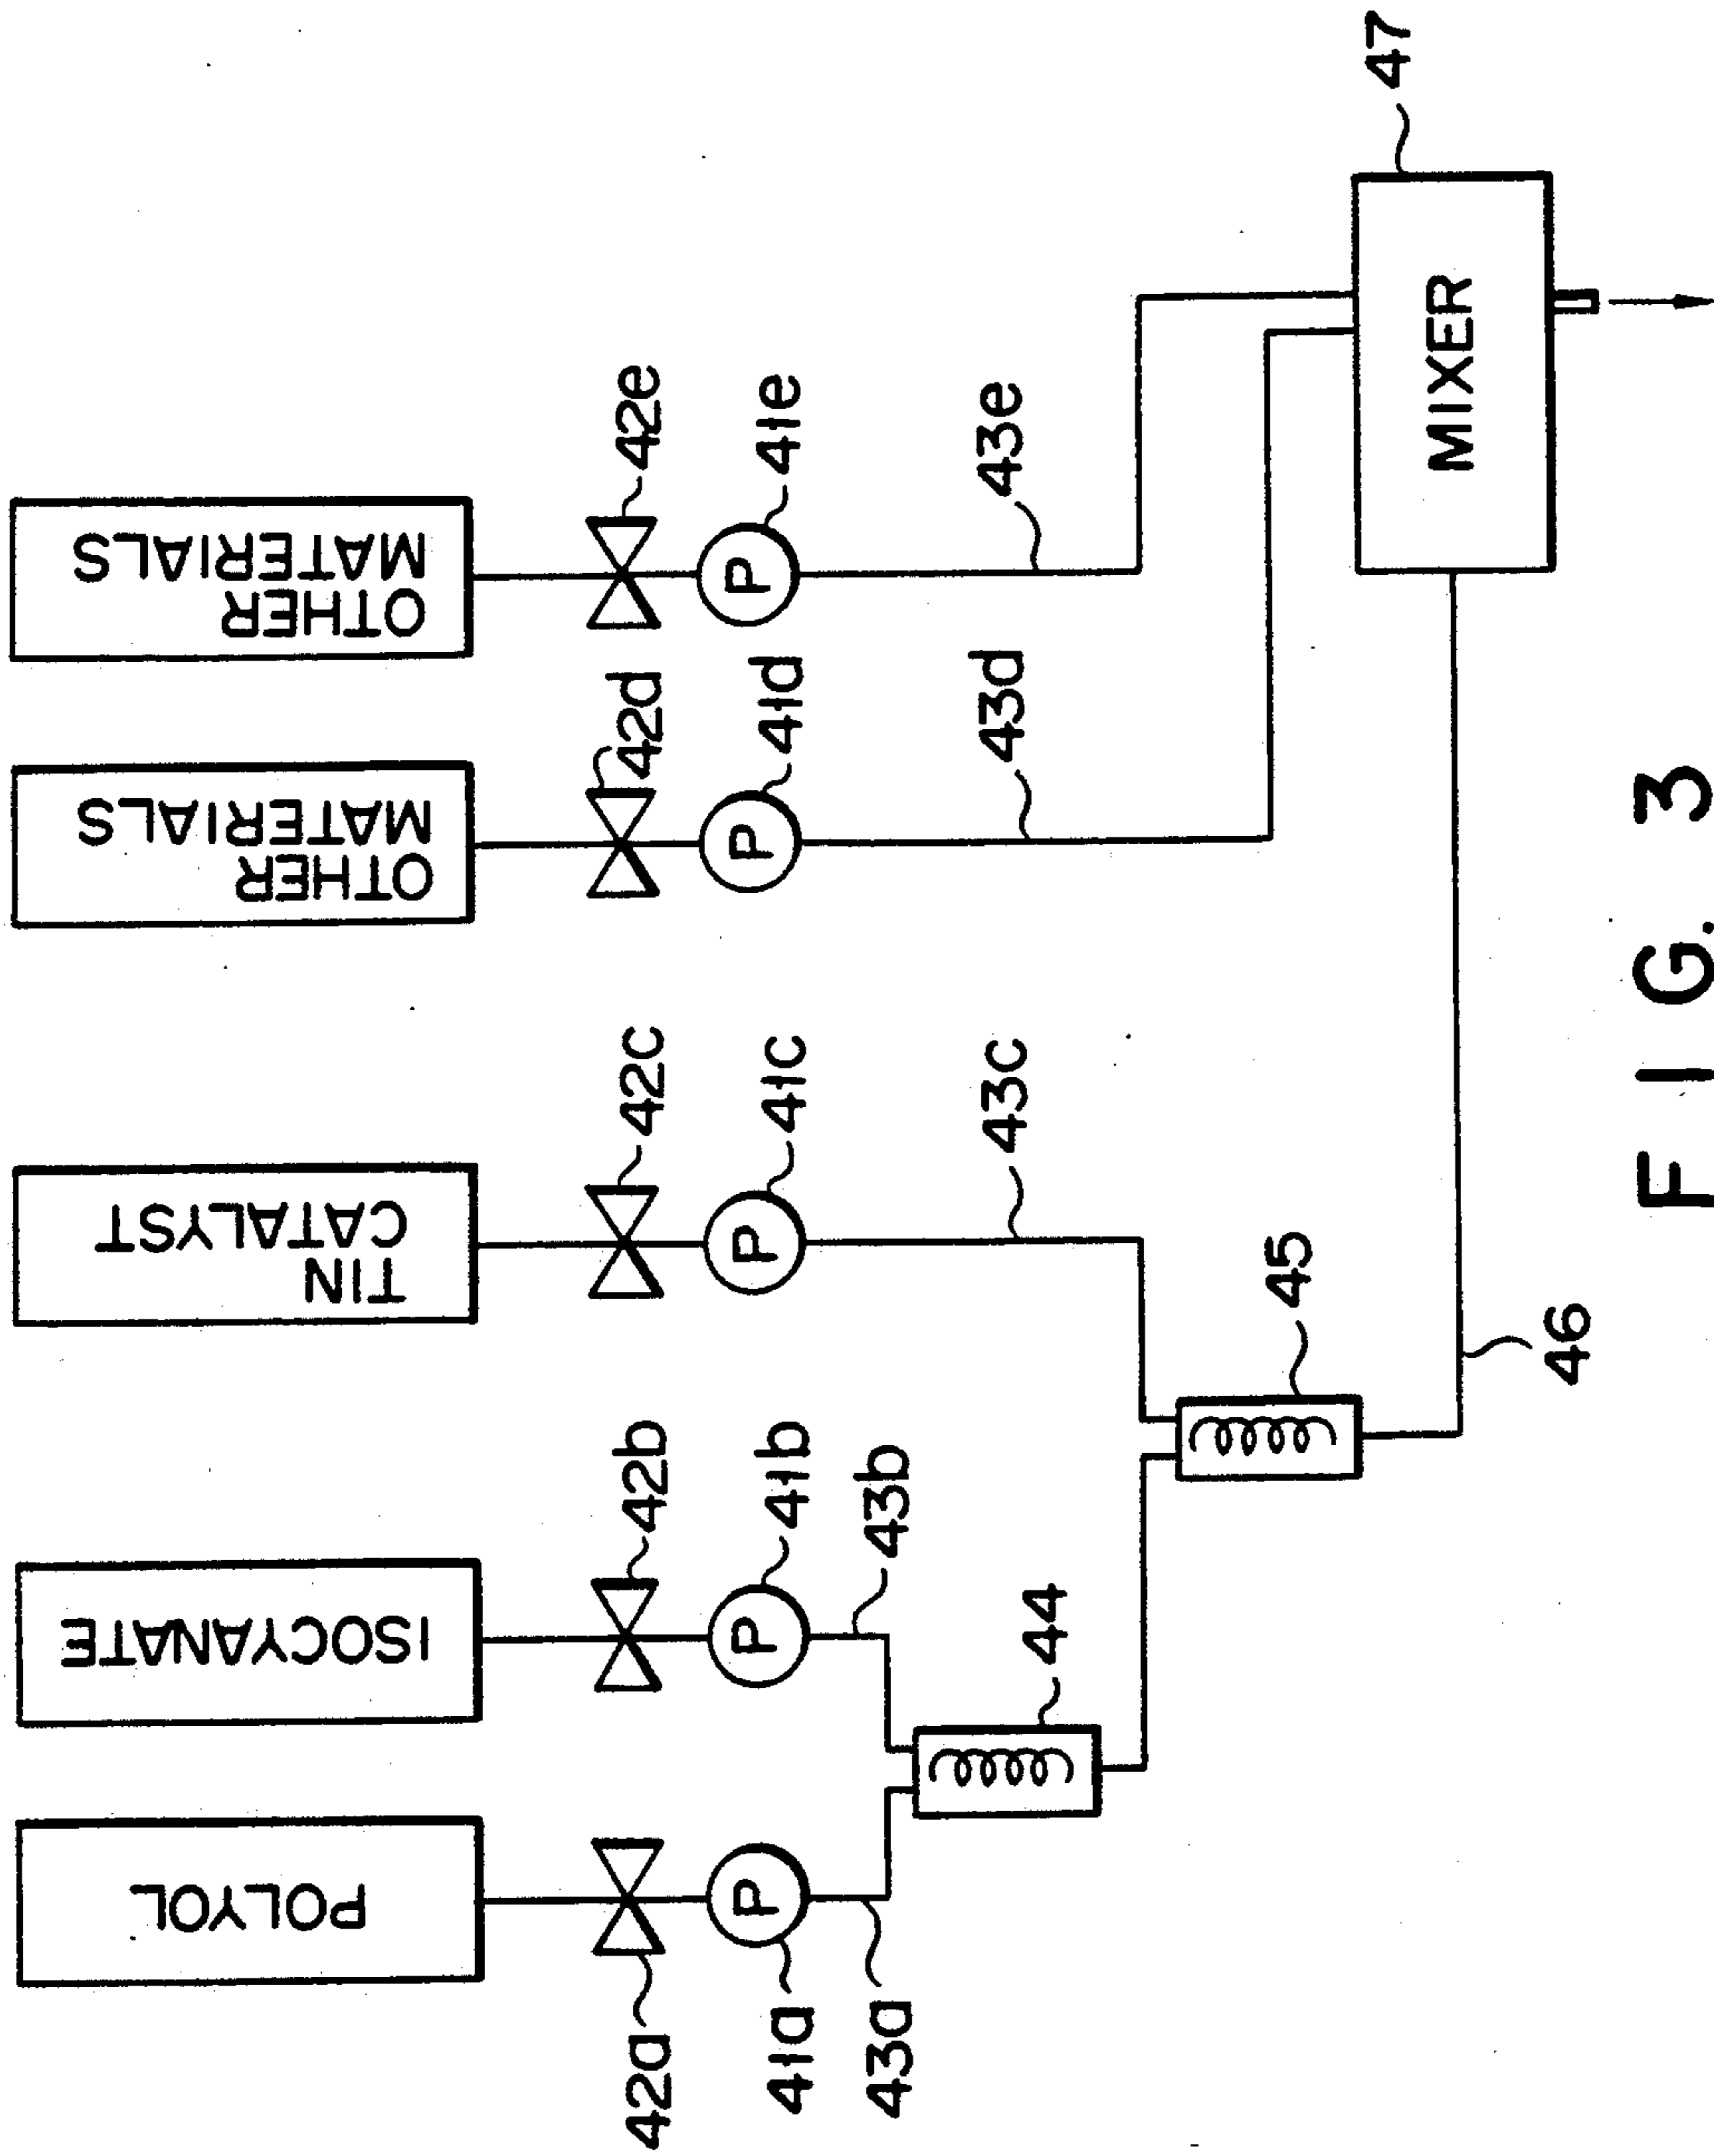 POLYOL
ISOCYANATE
TIN
CATALYST
OTHER
MATERIALS
OTHER
MATERIALS
42a
42b
42c
42d
42e
P
P
P
P
P
41a
41b
41c
41d
41e
43a
43b
43c
43d
43e
44
45
46
MIXER
47
FIG. 3